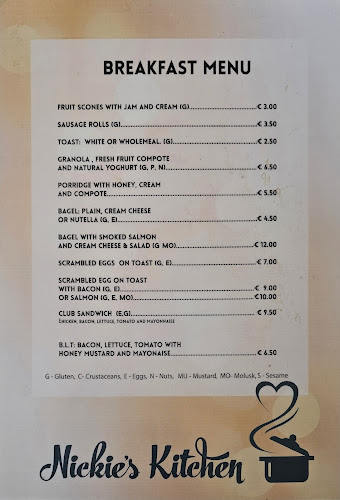 BREAKFAST MENU
FRUIT SCONES WITH JAM AND CREAM (G)...................€ 3.00
SAUSAGE ROLLS (G)...................€ 3.50
TOAST: WHITE OR WHOLEMEAL. (G)...................€ 2.50
GRANOLA , FRESH FRUIT COMPOTE
AND NATURAL YOGHURT (G, P, N)...................€ 6.50
PORRIDGE WITH HONEY, CREAM
AND COMPOTE...................€ 5.50
BAGEL: PLAIN, CREAM CHEESE
OR NUTELLA (G, E)...................€ 4.50
BAGEL WITH SMOKED SALMON
AND CREAM CHEESE & SALAD (G MO)...................€ 12.00
SCRAMBLED EGGS ON TOAST (G, E)...................€ 7.00
SCRAMBLED EGG ON TOAST
WITH BACON (G, E)...................€ 9.00
OR SALMON (G, E. MO)...................€10.00
CLUB SANDWICH (E,G)...................€ 9.50
CHICKEN, BACON, LETTUCE, TOMATO AND MAYONNAISE
B.L.T: BACON, LETTUCE, TOMATO WITH
HONEY MUSTARD AND MAYONAISE...................€ 6.50
G - Gluten, C- Crustaceans, E - Eggs, N - Nuts, MU - Mustard, MO- Molusk, S - Sesame
Nickie's Kitchen